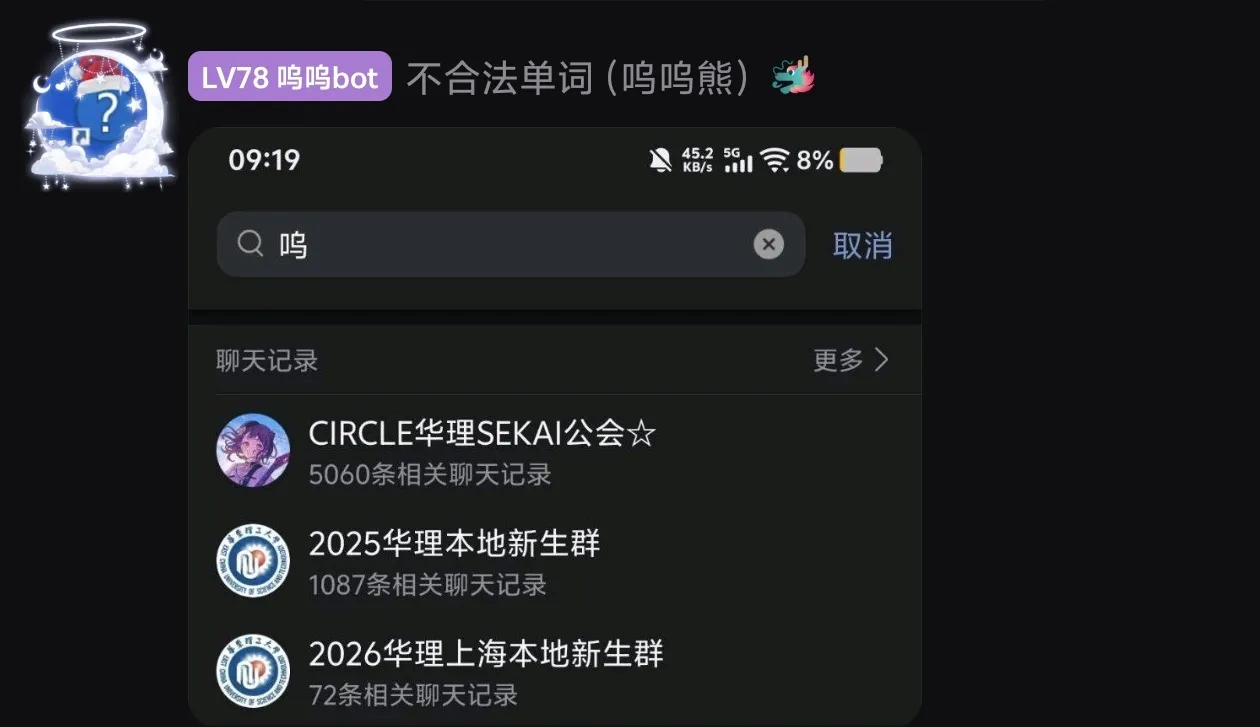 LV78 呜呜bot 不合法单词（呜呜熊）
09:19 45.2 KB/s 5G 8%
呜 取消
聊天记录 更多
CIRCLE华理SEKAI公会☆
5060条相关聊天记录
2025华理本地新生群
1087条相关聊天记录
2026华理上海本地新生群
72条相关聊天记录